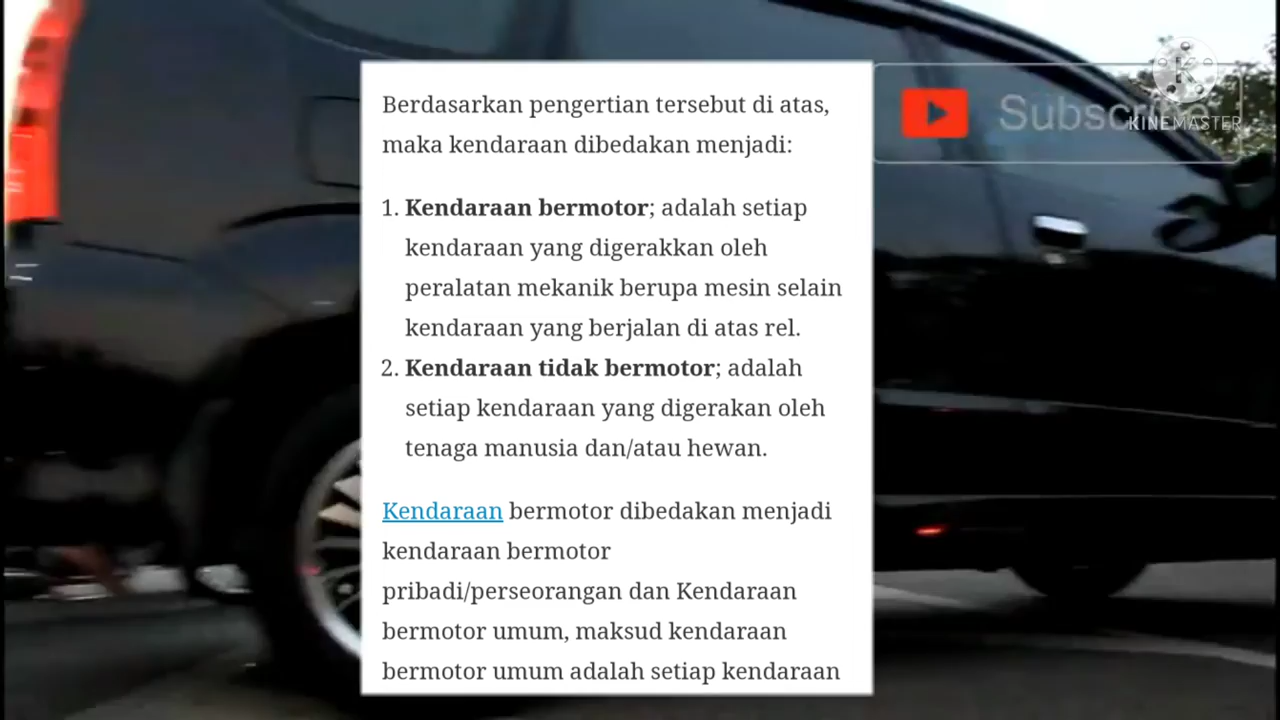 Berdasarkan pengertian tersebut di atas,
maka kendaraan dibedakan menjadi:
1. Kendaraan bermotor; adalah setiap
kendaraan yang digerakkan oleh
peralatan mekanik berupa mesin selain
kendaraan yang berjalan di atas rel.
2. Kendaraan tidak bermotor; adalah
setiap kendaraan yang digerakan oleh
tenaga manusia dan/atau hewan.
Kendaraan bermotor dibedakan menjadi
kendaraan bermotor
pribadi/perseorangan dan Kendaraan
bermotor umum, maksud kendaraan
bermotor umum adalah setiap kendaraan
Subscribe
K
KINEMASTER